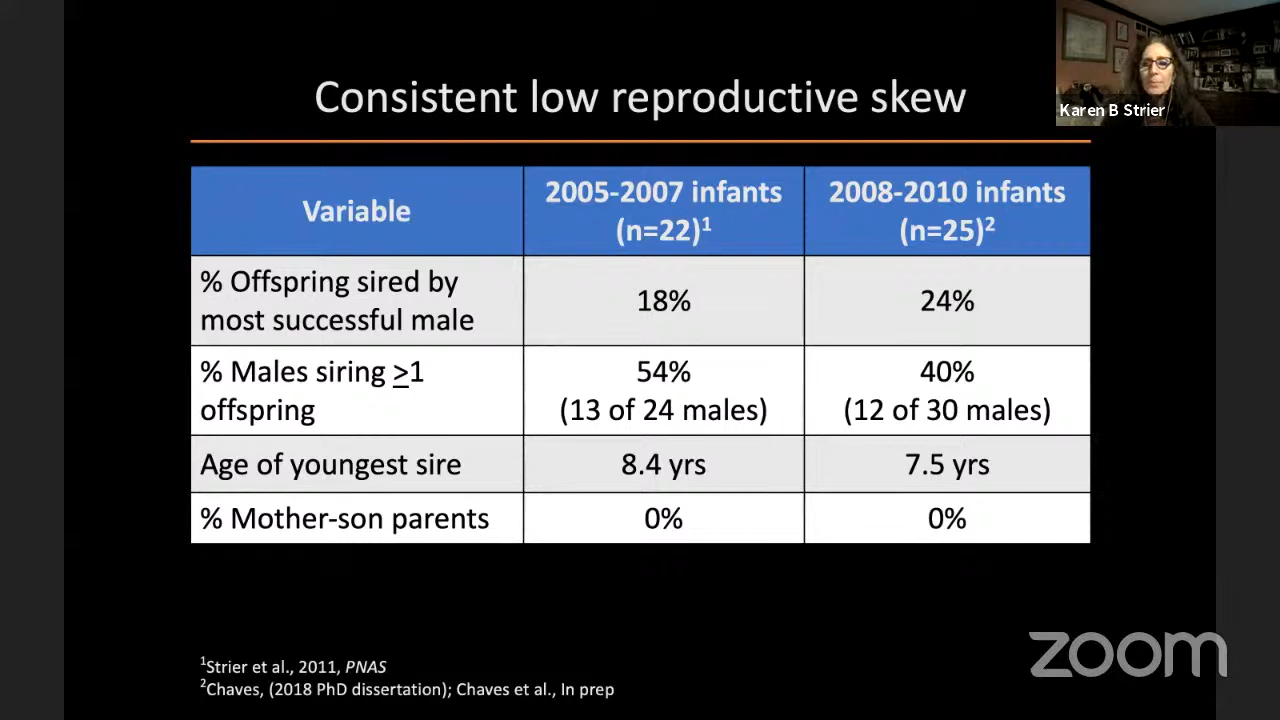 Consistent low reproductive skew
Karen B Strier
Variable
2005-2007 infants
(n=22)¹
2008-2010 infants
(n=25)²
% Offspring sired by
most successful male
18%
24%
% Males siring >1
offspring
54%
(13 of 24 males)
40%
(12 of 30 males)
Age of youngest sire
8.4 yrs
7.5 yrs
% Mother-son parents
0%
0%
¹Strier et al., 2011, PNAS
²Chaves, (2018 PhD dissertation); Chaves et al., In prep
zoom